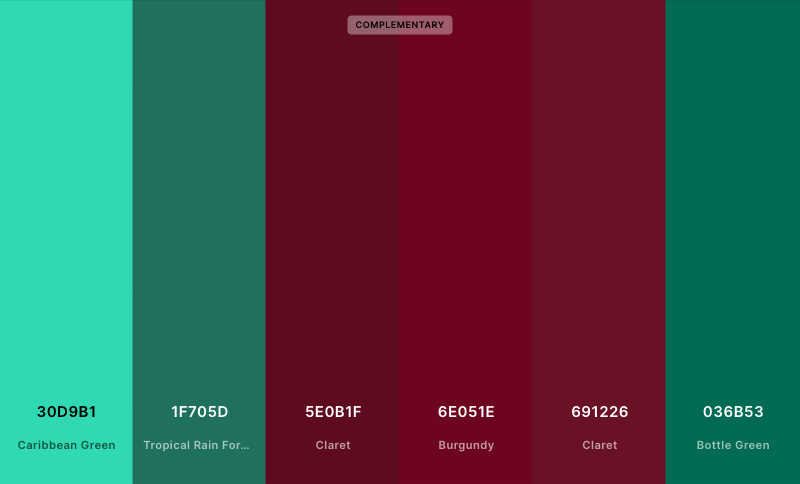 COMPLEMENTARY
30D9B1
Caribbean Green
1F705D
Tropical Rain For...
5E0B1F
Claret
6E051E
Burgundy
691226
Claret
036B53
Bottle Green